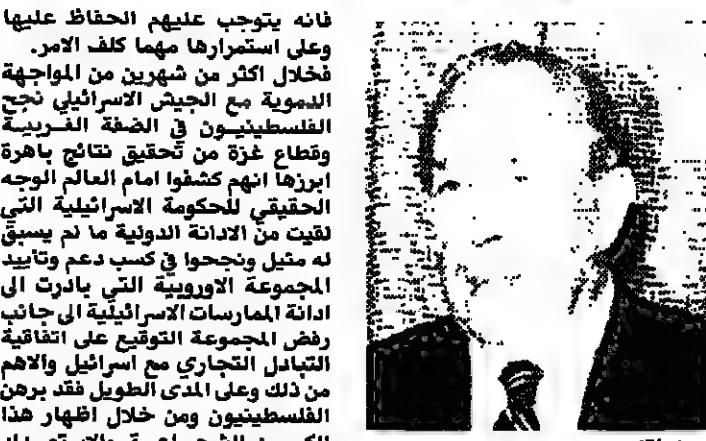 فانه يتوجب عليهم الحفاظ عليها
وعلى استمرارها مهما كلف الامر.
فخلال اكثر من شهرين من المواجهة
الدموية مع الجيش الاسرائيلي نجح
الفلسطينيون في الضفة الغربية
وقطاع غزة من تحقيق نتائج باهرة
ابرزها انهم كشفوا امام العالم الوجه
الحقيقي للحكومة الاسرائيلية التي
لقيت من الادانة الدولية ما لم يسبق
له مثيل ونجحوا في كسب دعم وتأييد
المجموعة الاوروبية التي بادرت الى
ادانة الممارسات الاسرائيلية الى جانب
رفض المجموعة التوقيع على اتفاقية
التبادل التجاري مع اسرائيل والاهم
من ذلك وعلى المدى الطويل فقد برهن
الفلسطينيون ومن خلال اظهار هذا